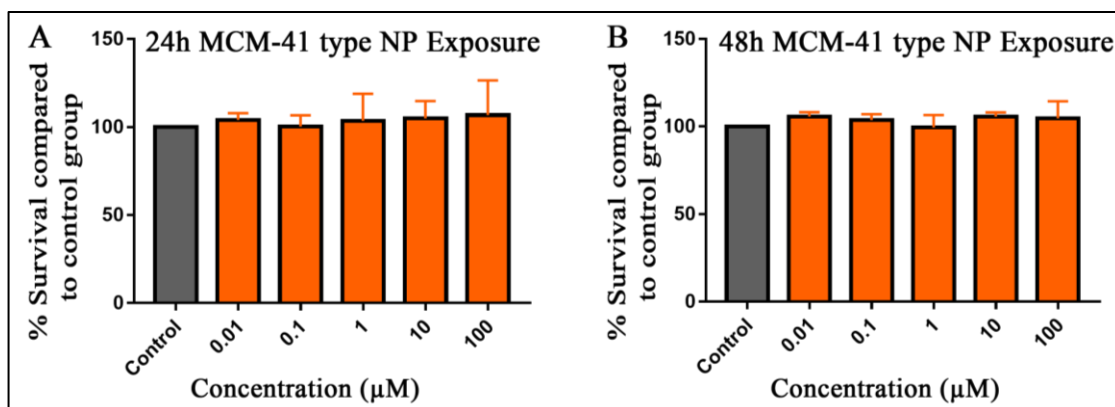 A
24h MCM-41 type NP Exposure
% Survival compared
to control group
150
100
50
0
Control
0.01
0.1
1
10
100
Concentration (µM)
B
48h MCM-41 type NP Exposure
% Survival compared
to control group
150
100
50
0
Control
0.01
0.1
1
10
100
Concentration (µM)